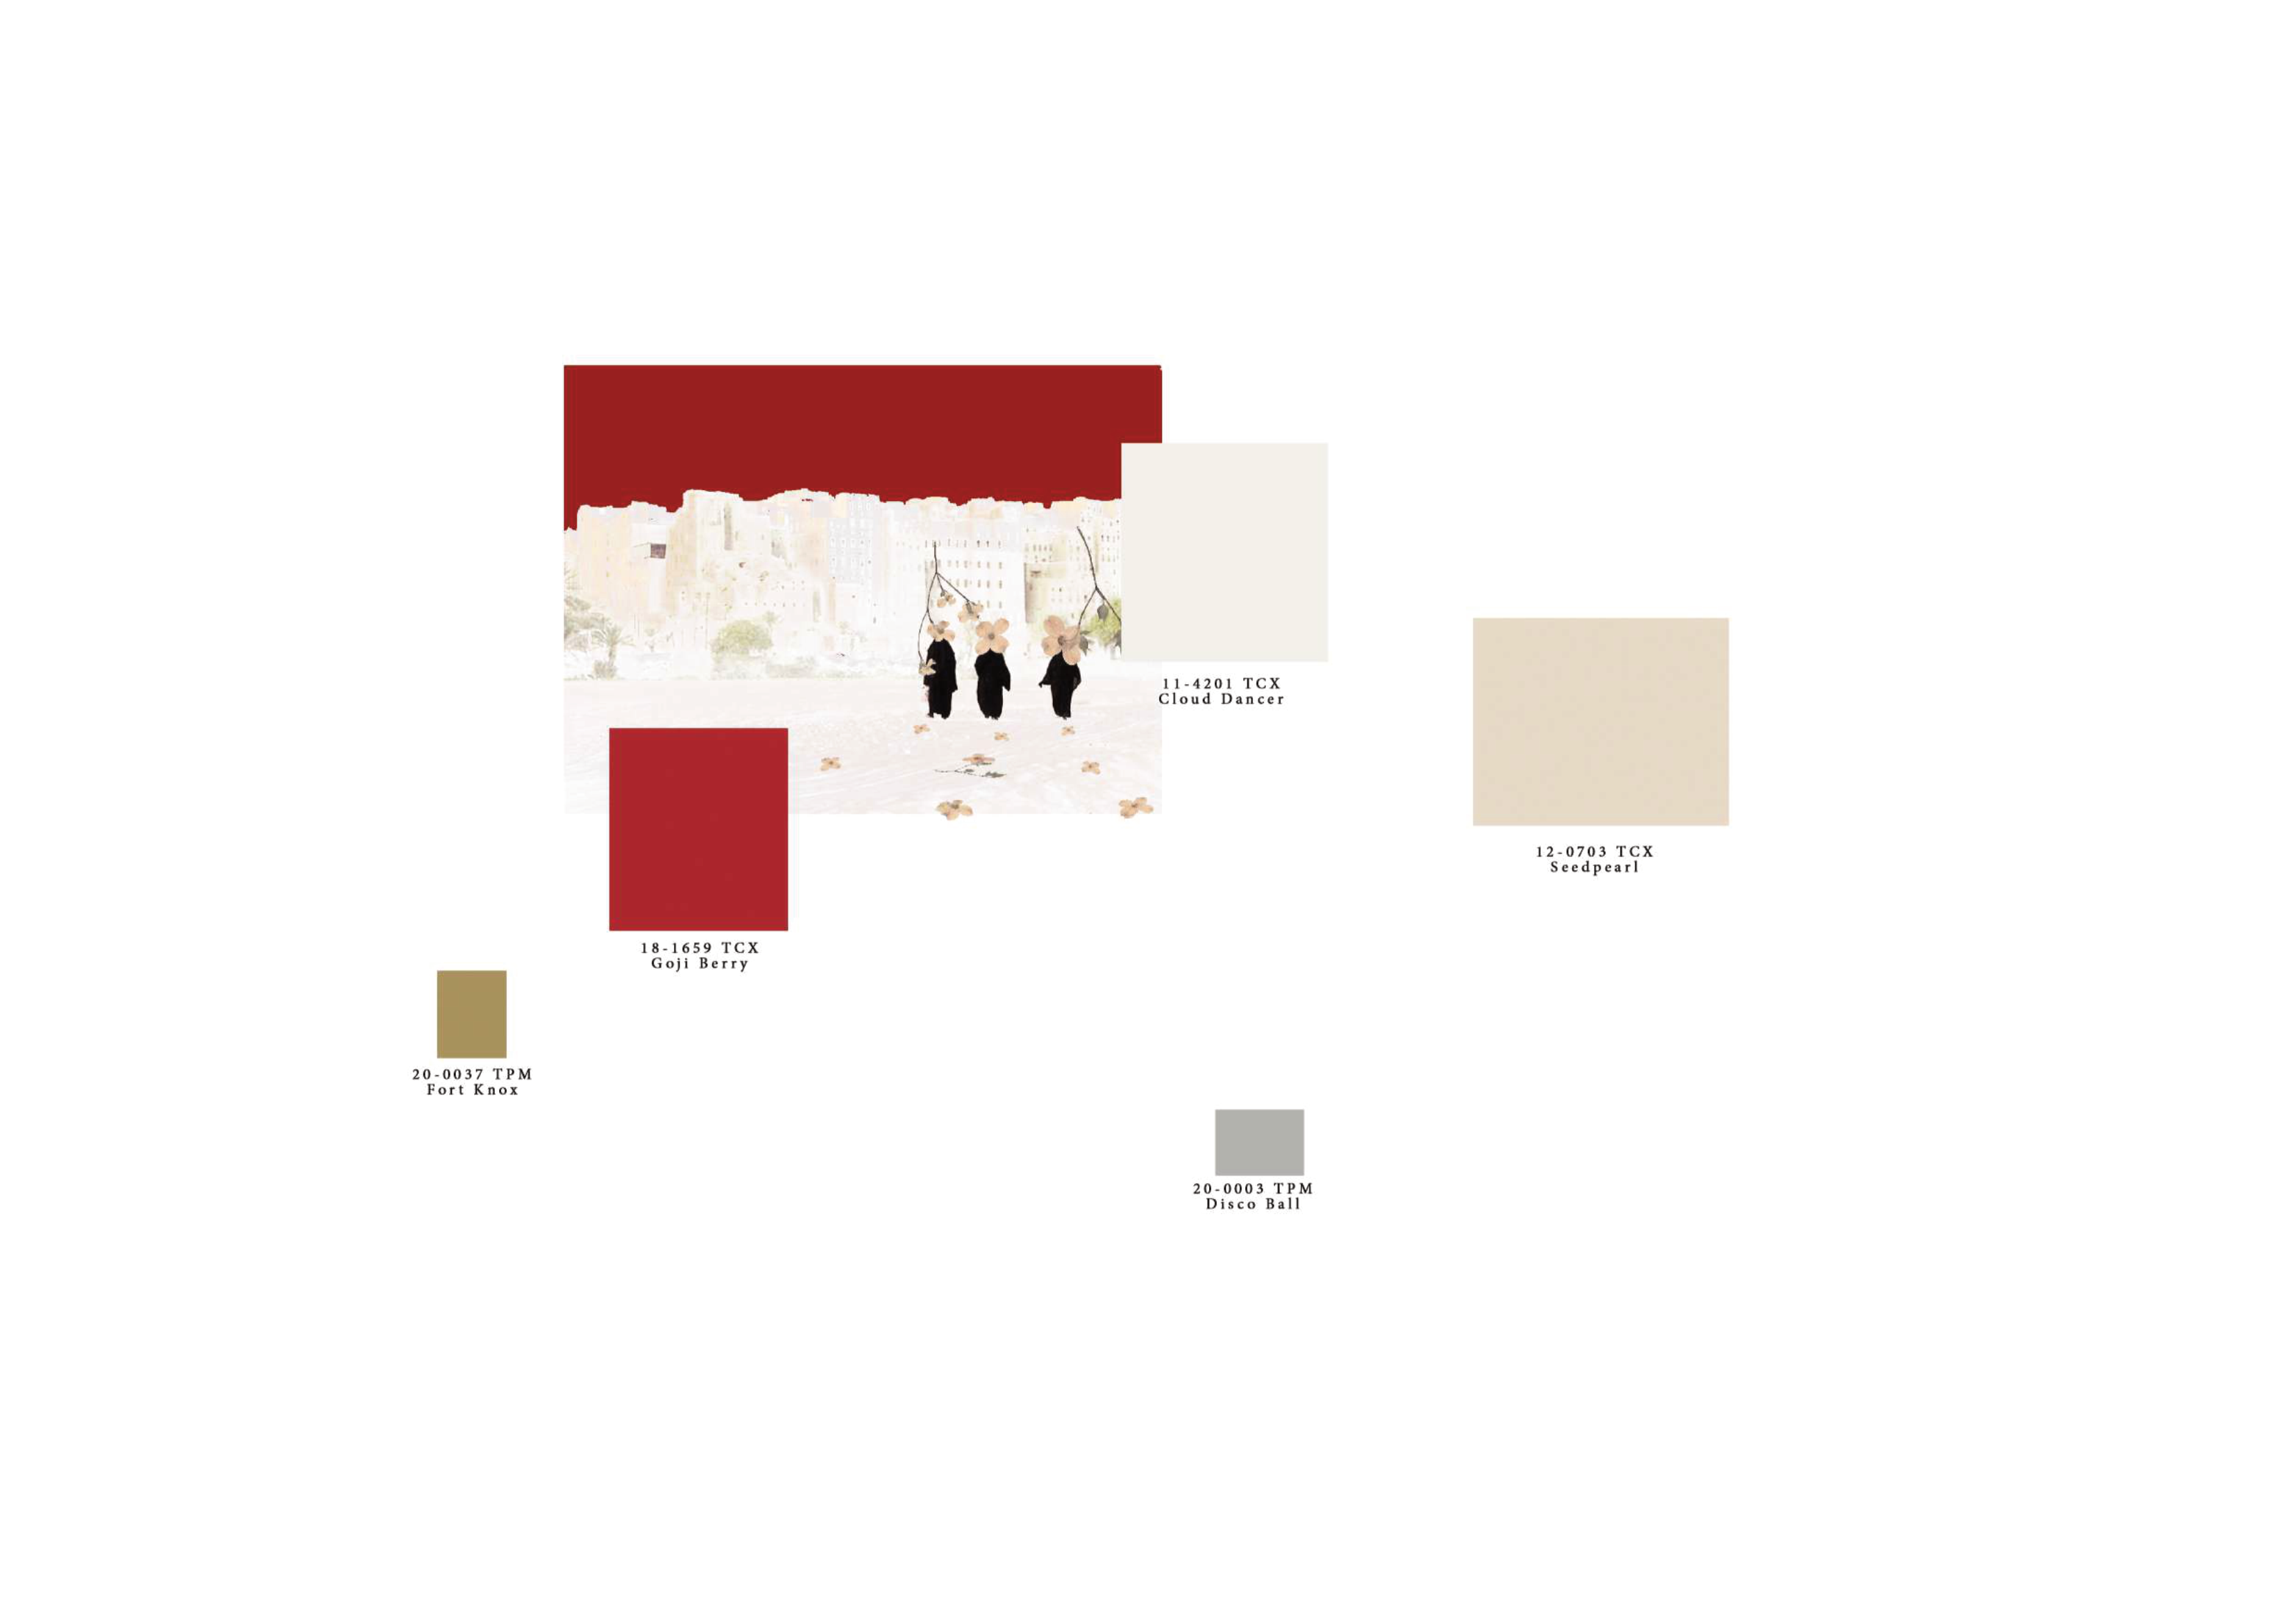 11-4201 TCX
Cloud Dancer
12-0703 TCX
Seedpearl
18-1659 TCX
Goji Berry
20-0037 TPM
Fort Knox
20-0003 TPM
Disco Ball